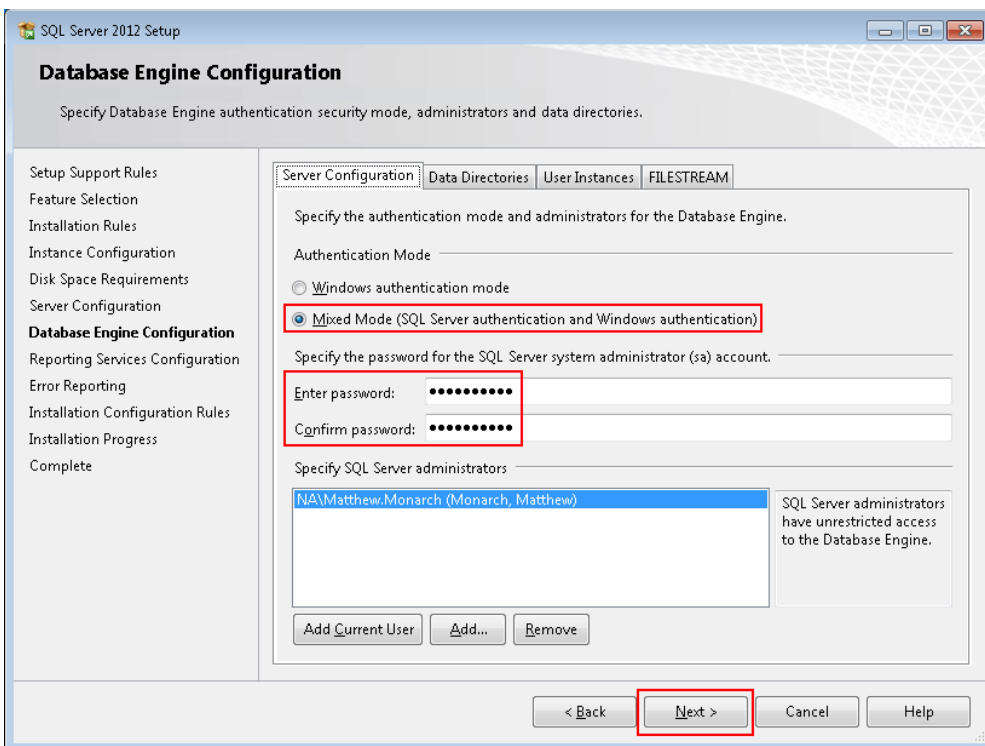 SQL Server 2012 Setup
Database Engine Configuration
Specify Database Engine authentication security mode, administrators and data directories.
Setup Support Rules
Feature Selection
Installation Rules
Instance Configuration
Disk Space Requirements
Server Configuration
Database Engine Configuration
Reporting Services Configuration
Error Reporting
Installation Configuration Rules
Installation Progress
Complete
Server Configuration Data Directories User Instances FILESTREAM
Specify the authentication mode and administrators for the Database Engine.
Authentication Mode
Windows authentication mode
Mixed Mode (SQL Server authentication and Windows authentication)
Specify the password for the SQL Server system administrator (sa) account.
Enter password: ●●●●●●●●●●
Confirm password: ●●●●●●●●●●
Specify SQL Server administrators
NA\Matthew.Monarch (Monarch, Matthew)
SQL Server administrators
have unrestricted access
to the Database Engine.
Add Current User Add... Remove
< Back Next > Cancel Help